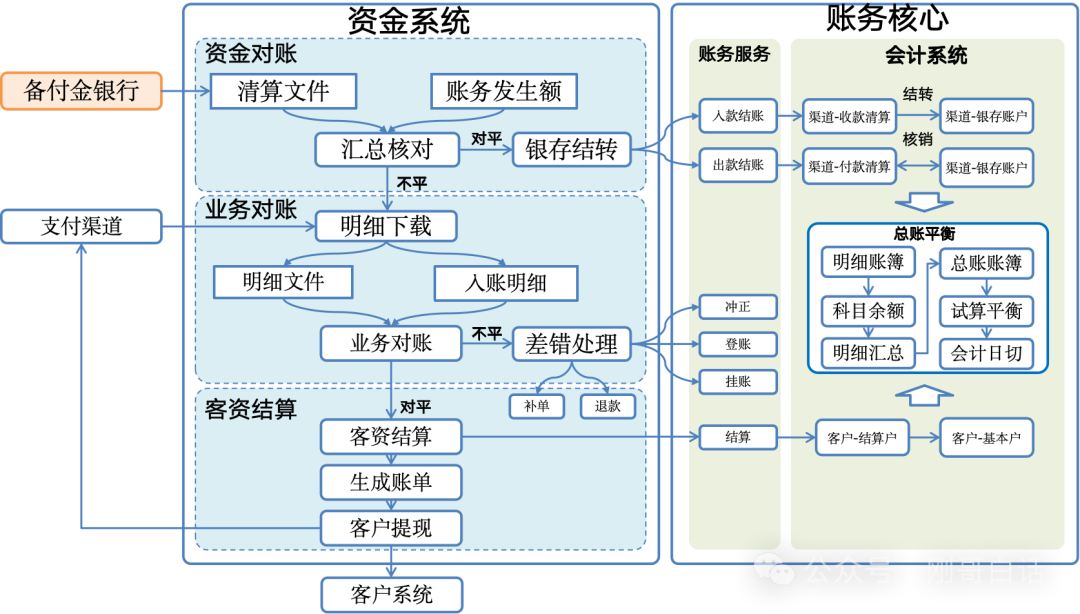 资金系统
账务核心
资金对账
账务服务
会计系统
备付金银行
清算文件
账务发生额
汇总核对
对平
银存结转
不平
入款结账
渠道-收款清算
结转
渠道-银存账户
出款结账
渠道-付款清算
核销
渠道-银存账户
支付渠道
业务对账
明细下载
明细文件
入账明细
业务对账
不平
差错处理
补单
退款
对平
冲正
登账
挂账
总账平衡
明细账簿
总账账簿
科目余额
试算平衡
明细汇总
会计日切
客资结算
客资结算
结算
客户-结算户
客户-基本户
生成账单
客户提现
客户系统
公众号
刚哥白话